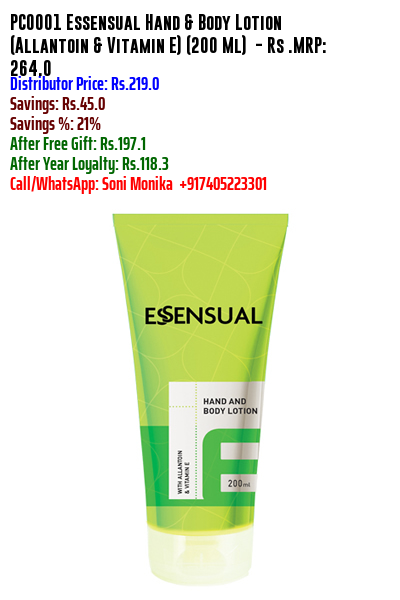 PC0001 Essensual Hand & Body Lotion
(Allantoin & Vitamin E) (200 Ml) - Rs .MRP:
264.0
Distributor Price: Rs.219.0
Savings: Rs.45.0
Savings %: 21%
After Free Gift: Rs.197.1
After Year Loyalty: Rs.118.3
Call/WhatsApp: Soni Monika +917405223301
ESSENSUAL
HAND AND
BODY LOTION
WITH ALLANTOIN
& VITAMIN E
E
200ml